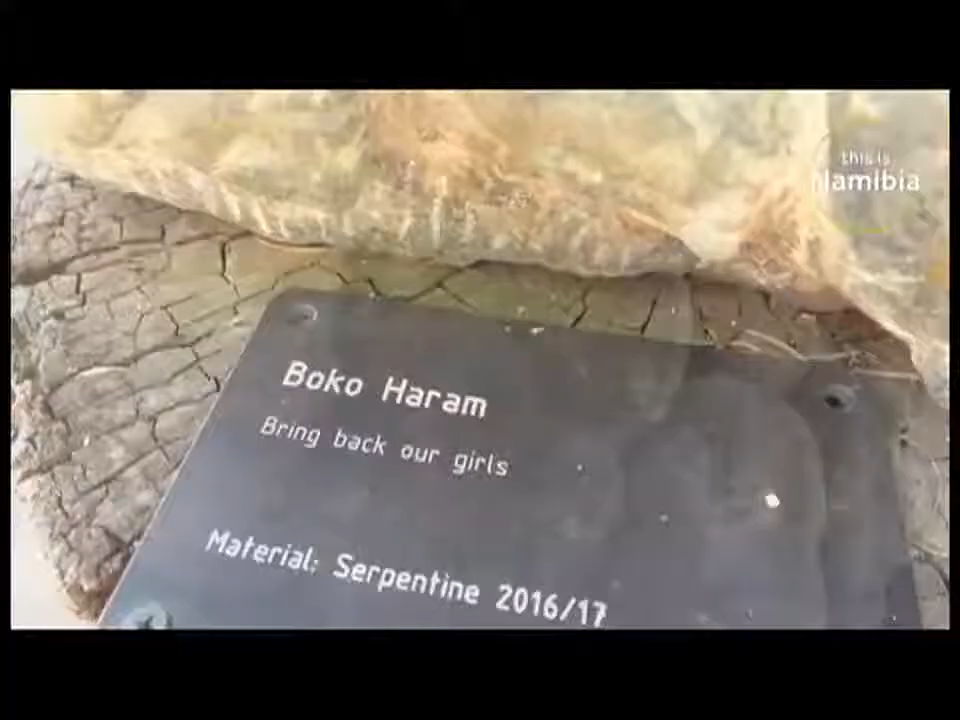 this is
Namibia
Boko Haram
Bring back our girls
Material: Serpentine 2016/17